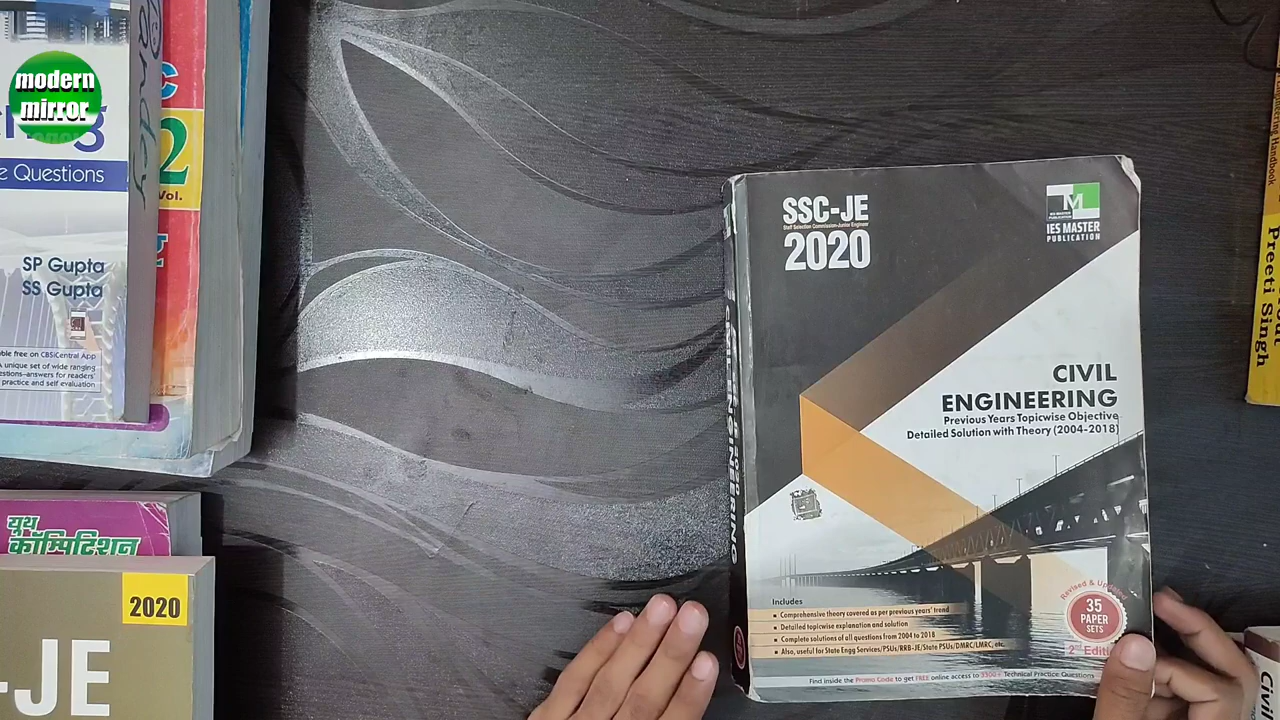 modern
mirror
Pandey
Vol.
2
e Questions
SP Gupta
SS Gupta
ble free on CBSiCentral App
A unique set of wide ranging
estions-answers for readers'
practice and self evaluation
यूथ
कॉम्पिटिशन
2020
-JE
SSC-JE
Staff Selection Commission-Junior Engineer
2020
IES MASTER
PUBLICATION
CIVIL
ENGINEERING
Previous Years Topicwise Objective
Detailed Solution with Theory (2004-2018)
Includes
Comprehensive theory covered as per previous years' trend
Detailed topicwise explanation and solution
Complete solutions of all questions from 2004 to 2018
Also, useful for State Engg Services/PSUs/RRB-JE/State PSUs/DMRC/LMRC, etc.
Revised & Updated
35
PAPER
SETS
2nd Editi
Find inside the Promo Code to get FREE online access to 3300+ Technical Practice Questions
Handbook
Preeti Singh
Civil